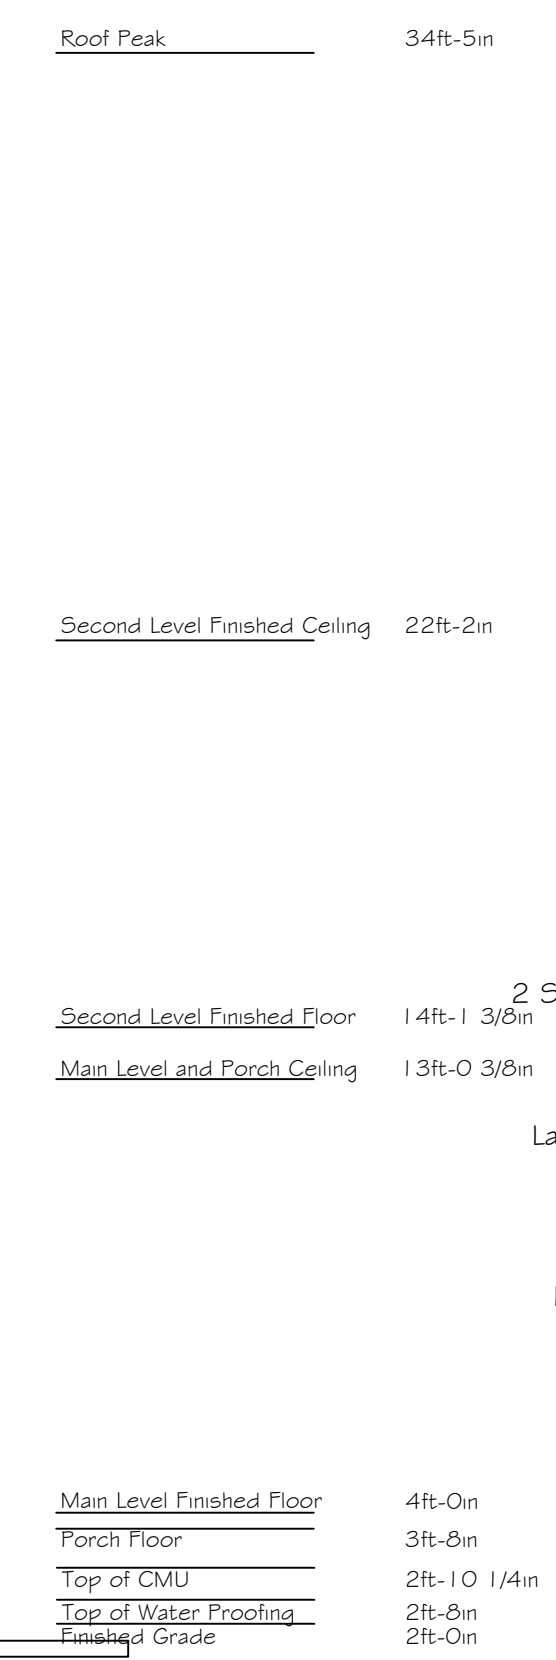 Roof Peak 34ft-5in
Second Level Finished Ceiling 22ft-2in
2 S
Second Level Finished Floor 14ft-1 3/8in
Main Level and Porch Ceiling 13ft-0 3/8in
La
Main Level Finished Floor 4ft-0in
Porch Floor 3ft-8in
Top of CMU 2ft-10 1/4in
Top of Water Proofing 2ft-8in
Finished Grade 2ft-0in